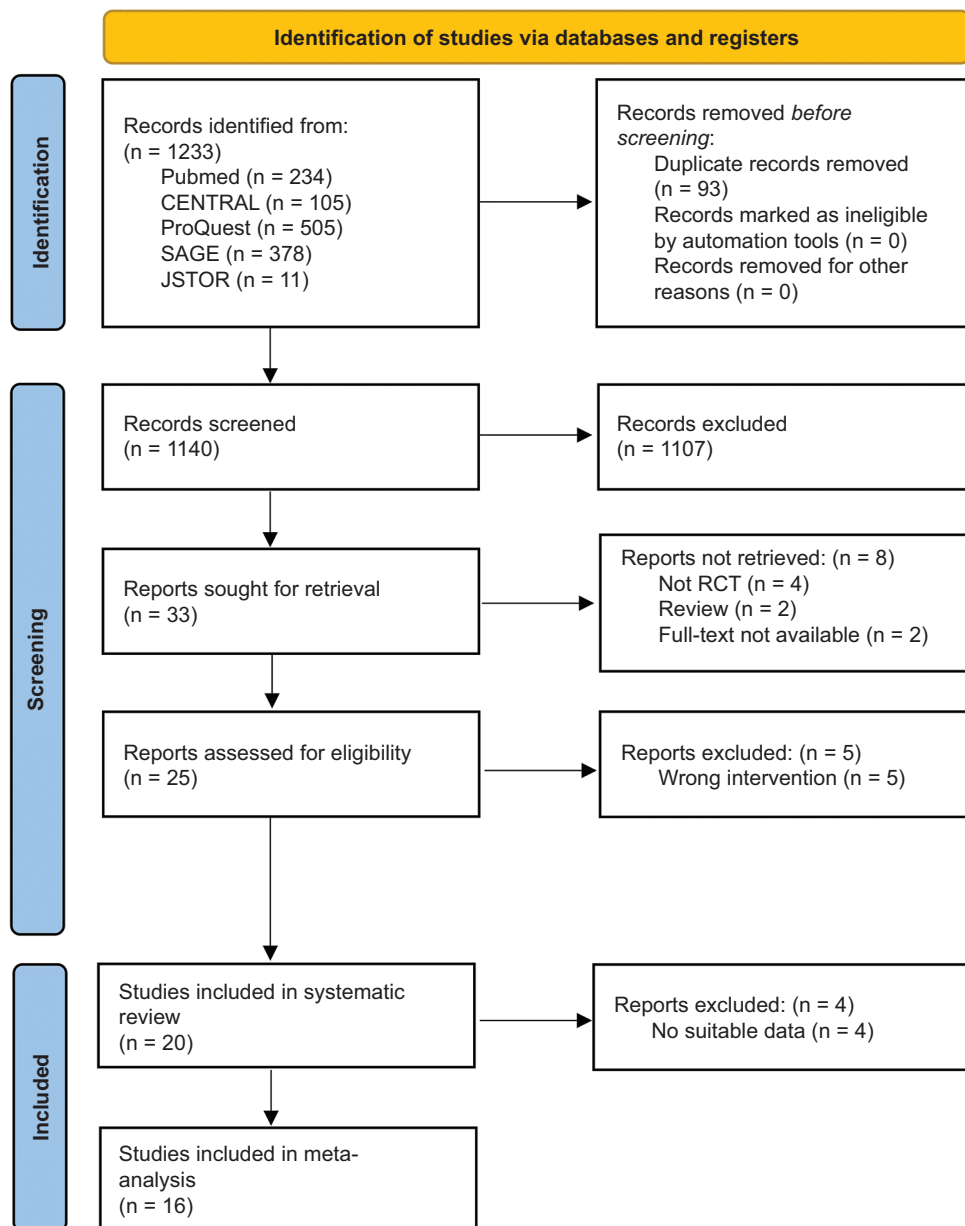 Identification of studies via databases and registers
Identification
Records identified from:
(n = 1233)
Pubmed (n = 234)
CENTRAL (n = 105)
ProQuest (n = 505)
SAGE (n = 378)
JSTOR (n = 11)
Records removed before
screening:
Duplicate records removed
(n = 93)
Records marked as ineligible
by automation tools (n = 0)
Records removed for other
reasons (n = 0)
Screening
Records screened
(n = 1140)
Records excluded
(n = 1107)
Reports sought for retrieval
(n = 33)
Reports not retrieved: (n = 8)
Not RCT (n = 4)
Review (n = 2)
Full-text not available (n = 2)
Reports assessed for eligibility
(n = 25)
Reports excluded: (n = 5)
Wrong intervention (n = 5)
Included
Studies included in systematic
review
(n = 20)
Reports excluded: (n = 4)
No suitable data (n = 4)
Studies included in meta-
analysis
(n = 16)